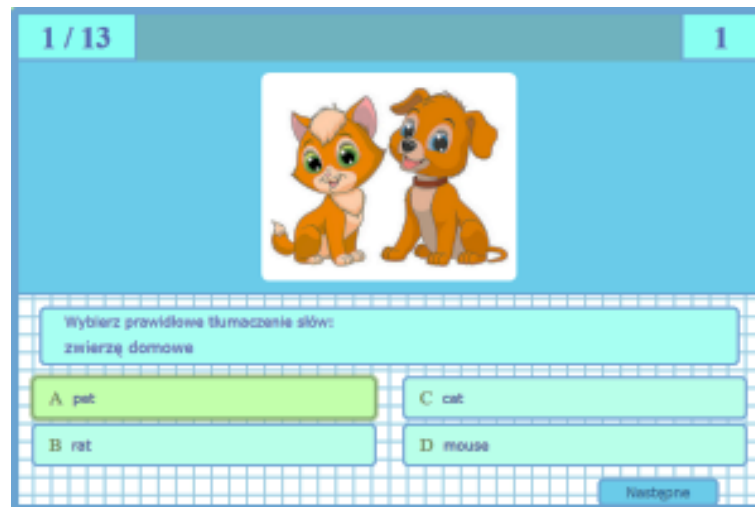 1 / 13
1
Wybierz prawidłowe tłumaczenie słów:
zwierzę domowe
A pet
C cat
B rat
D mouse
Następne